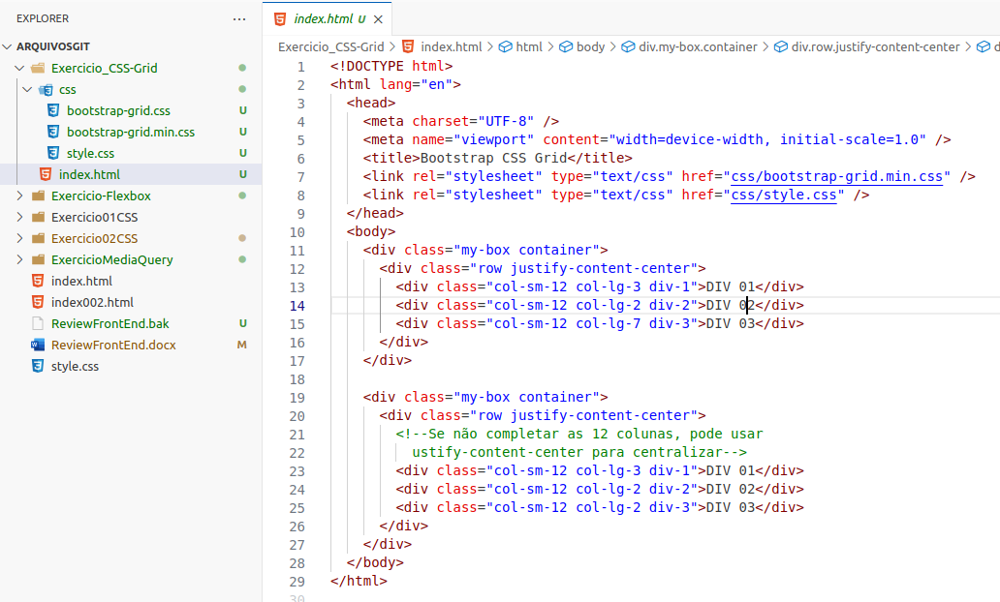 EXPLORER
ARQUIVOSGIT
Exercicio_CSS-Grid
css
bootstrap-grid.css U
bootstrap-grid.min.css U
style.css U
index.html U
Exercicio-Flexbox
Exercicio01CSS
Exercicio02CSS
ExercicioMediaQuery
index.html
index002.html
ReviewFrontEnd.bak U
ReviewFrontEnd.docx M
style.css
index.html U
Exercicio_CSS-Grid > index.html > html > body > div.my-box.container > div.row.justify-content-center > d
1 <!DOCTYPE html>
2 <html lang="en">
3 <head>
4 <meta charset="UTF-8" />
5 <meta name="viewport" content="width=device-width, initial-scale=1.0" />
6 <title>Bootstrap CSS Grid</title>
7 <link rel="stylesheet" type="text/css" href="css/bootstrap-grid.min.css" />
8 <link rel="stylesheet" type="text/css" href="css/style.css" />
9 </head>
10 <body>
11 <div class="my-box container">
12 <div class="row justify-content-center">
13 <div class="col-sm-12 col-lg-3 div-1">DIV 01</div>
14 <div class="col-sm-12 col-lg-2 div-2">DIV 02</div>
15 <div class="col-sm-12 col-lg-7 div-3">DIV 03</div>
16 </div>
17 </div>
18
19 <div class="my-box container">
20 <div class="row justify-content-center">
21 <!--Se não completar as 12 colunas, pode usar
22 ustify-content-center para centralizar-->
23 <div class="col-sm-12 col-lg-3 div-1">DIV 01</div>
24 <div class="col-sm-12 col-lg-2 div-2">DIV 02</div>
25 <div class="col-sm-12 col-lg-2 div-3">DIV 03</div>
26 </div>
27 </div>
28 </body>
29 </html>
30